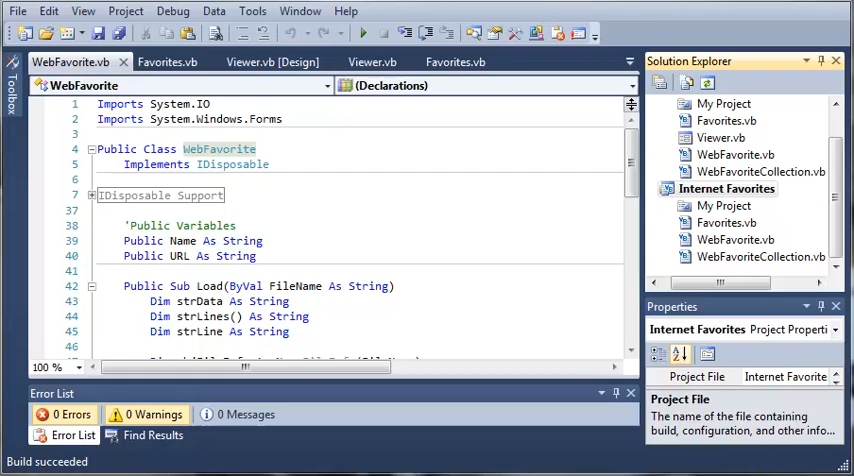 File Edit View Project Debug Data Tools Window Help
WebFavorite.vb Favorites.vb Viewer.vb [Design] Viewer.vb Favorites.vb
Toolbox
WebFavorite (Declarations)
1 Imports System.IO
2 Imports System.Windows.Forms
3
4 Public Class WebFavorite
5 Implements IDisposable
6
7 IDisposable Support
37
38 'Public Variables
39 Public Name As String
40 Public URL As String
41
42 Public Sub Load(ByVal FileName As String)
43 Dim strData As String
44 Dim strLines() As String
45 Dim strLine As String
46
100 %
Solution Explorer
My Project
Favorites.vb
Viewer.vb
WebFavorite.vb
WebFavoriteCollection.vb
Internet Favorites
My Project
Favorites.vb
WebFavorite.vb
WebFavoriteCollection.vb
Properties
Internet Favorites Project Properti
Project File Internet Favorite
Project File
The name of the file containing
build, configuration, and other info...
Error List
0 Errors 0 Warnings 0 Messages
Error List Find Results
Build succeeded